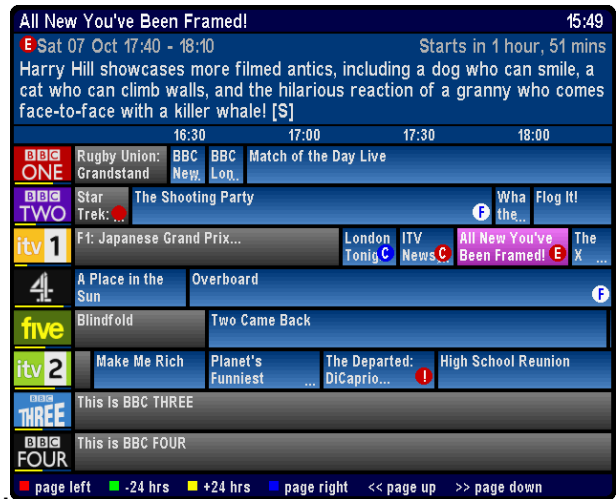 All New You've Been Framed! 15:49
E Sat 07 Oct 17:40 - 18:10 Starts in 1 hour, 51 mins
Harry Hill showcases more filmed antics, including a dog who can smile, a
cat who can climb walls, and the hilarious reaction of a granny who comes
face-to-face with a killer whale! [S]
16:30 17:00 17:30 18:00
BBC ONE Rugby Union: BBC BBC Match of the Day Live
Grandstand New.. Lon..
BBC TWO Star The Shooting Party Wha Flog It!
Trek: ... F the..
itv 1 F1: Japanese Grand Prix... London ITV All New You've The
Tonig C News C Been Framed! E X ...
4 A Place in the Overboard
Sun F
five Blindfold Two Came Back
itv 2 Make Me Rich Planet's The Departed: High School Reunion
Funniest ... DiCaprio... !
BBC THREE This Is BBC THREE
BBC FOUR This is BBC FOUR
page left -24 hrs +24 hrs page right << page up >> page down